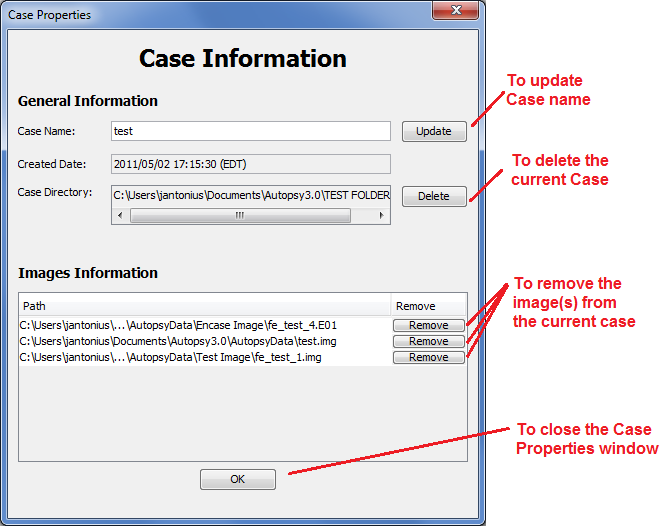 Case Properties
Case Information
General Information
Case Name: test Update
Created Date: 2011/05/02 17:15:30 (EDT)
Case Directory: C:\Users\jantonius\Documents\Autopsy3.0\TEST FOLDER Delete
Images Information
Path Remove
C:\Users\jantonius\...\AutopsyData\Encase Image\fe_test_4.E01 Remove
C:\Users\jantonius\Documents\Autopsy3.0\AutopsyData\test.img Remove
C:\Users\jantonius\...\AutopsyData\Test Image\fe_test_1.img Remove
OK
To update
Case name
To delete the
current Case
To remove the
image(s) from
the current case
To close the Case
Properties window